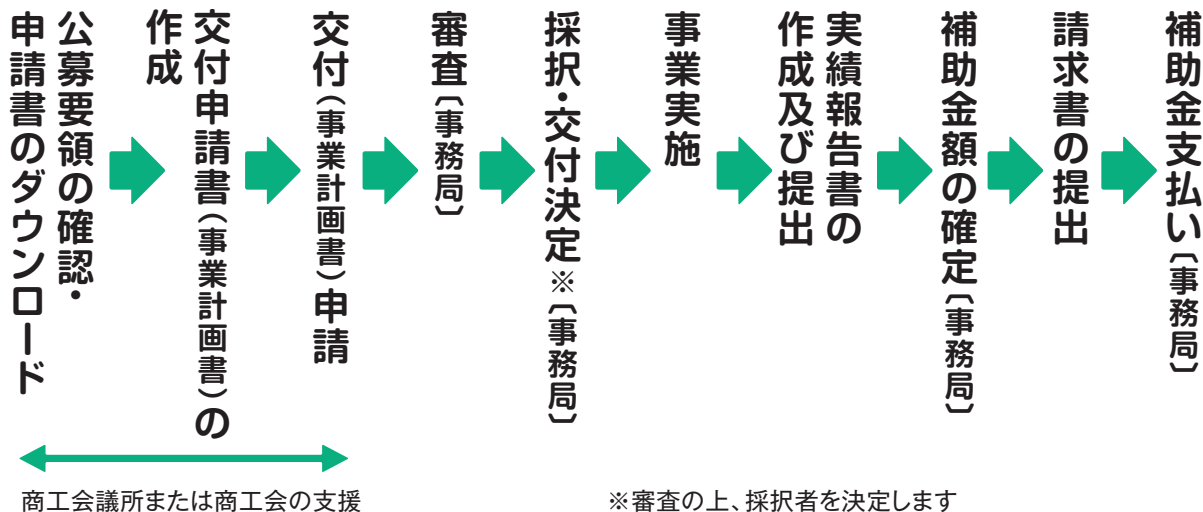 公募要領の確認・
申請書のダウンロード
交付申請書(事業計画書)の
作成
交付(事業計画書)申請
審査〔事務局〕
採択・交付決定※〔事務局〕
事業実施
実績報告書の
作成及び提出
補助金額の確定〔事務局〕
請求書の提出
補助金支払い〔事務局〕
商工会議所または商工会の支援
※審査の上、採択者を決定します